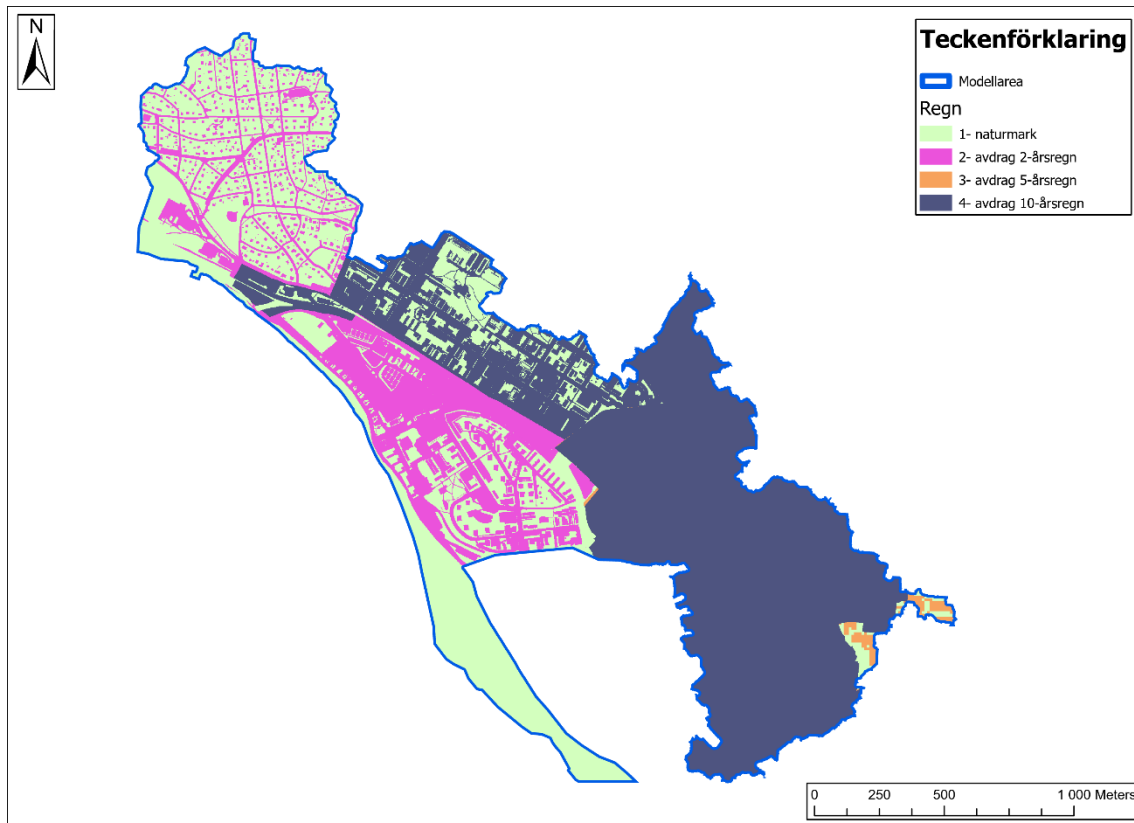 N
Teckenförklaring
Modellarea
Regn
1- naturmark
2- avdrag 2-årsregn
3- avdrag 5-årsregn
4- avdrag 10-årsregn
0 250 500 1 000 Meters